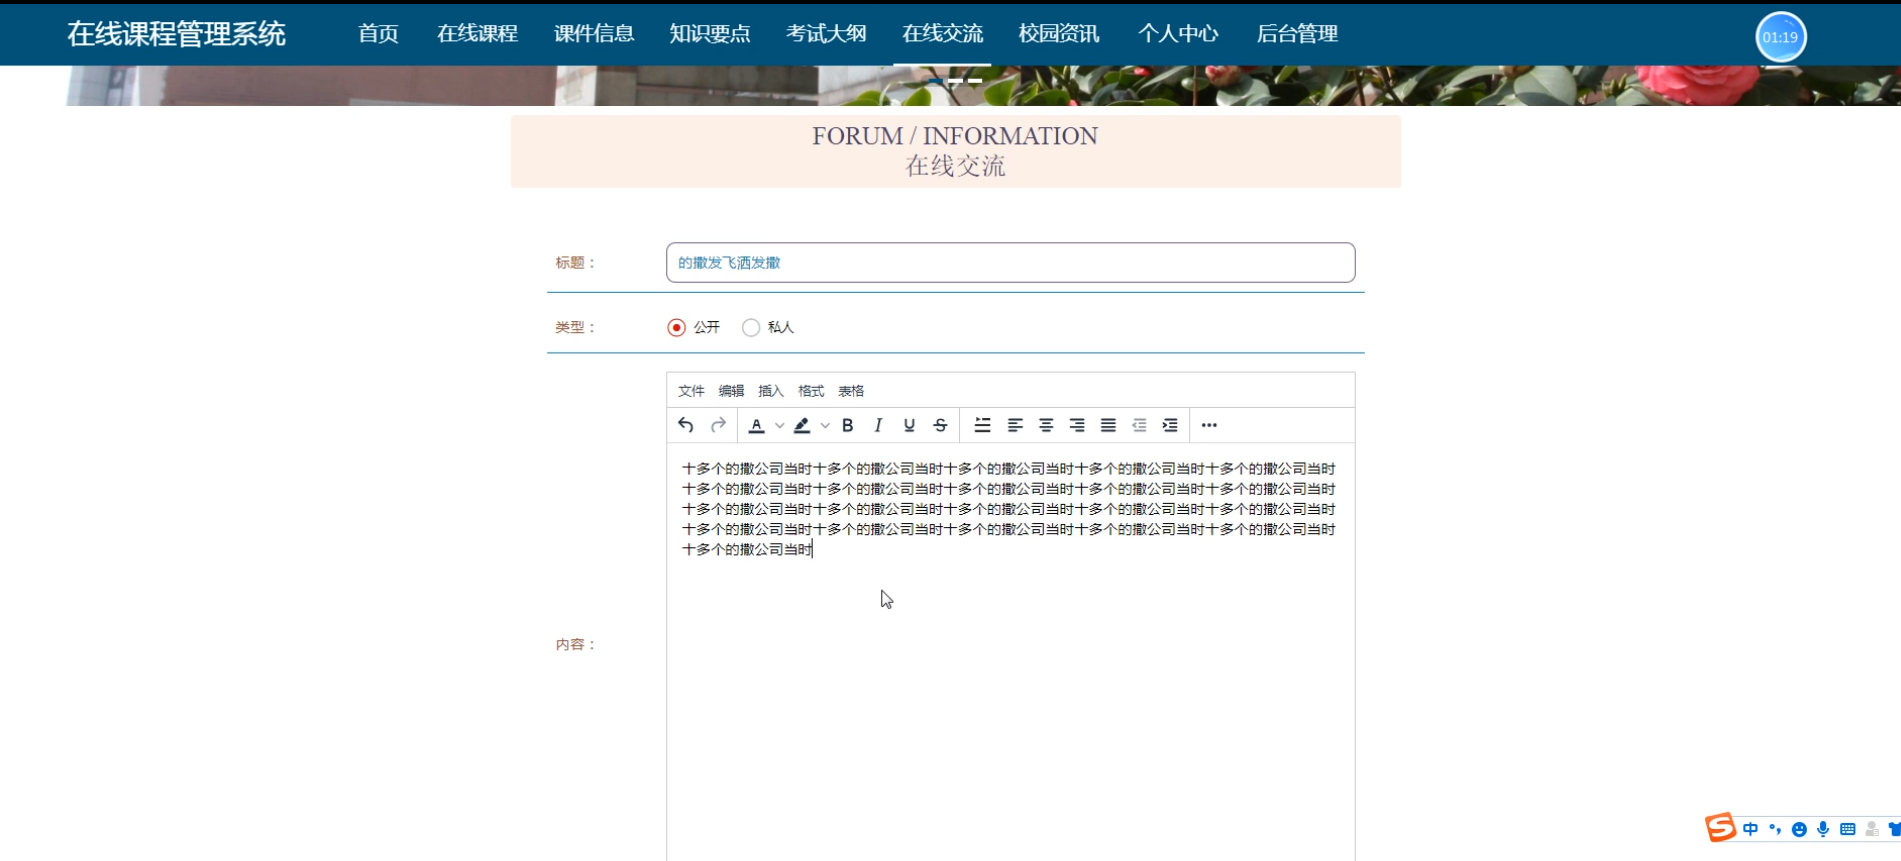 在线课程管理系统 首页 在线课程 课件信息 知识要点 考试大纲 在线交流 校园资讯 个人中心 后台管理 01:19
FORUM / INFORMATION
在线交流
标题： 的撒发飞洒发撒
类型： 公开 私人
文件 编辑 插入 格式 表格
十多个的撒公司当时十多个的撒公司当时十多个的撒公司当时十多个的撒公司当时十多个的撒公司当时
十多个的撒公司当时十多个的撒公司当时十多个的撒公司当时十多个的撒公司当时十多个的撒公司当时
十多个的撒公司当时十多个的撒公司当时十多个的撒公司当时十多个的撒公司当时十多个的撒公司当时
十多个的撒公司当时十多个的撒公司当时十多个的撒公司当时十多个的撒公司当时十多个的撒公司当时
十多个的撒公司当时
内容：
中